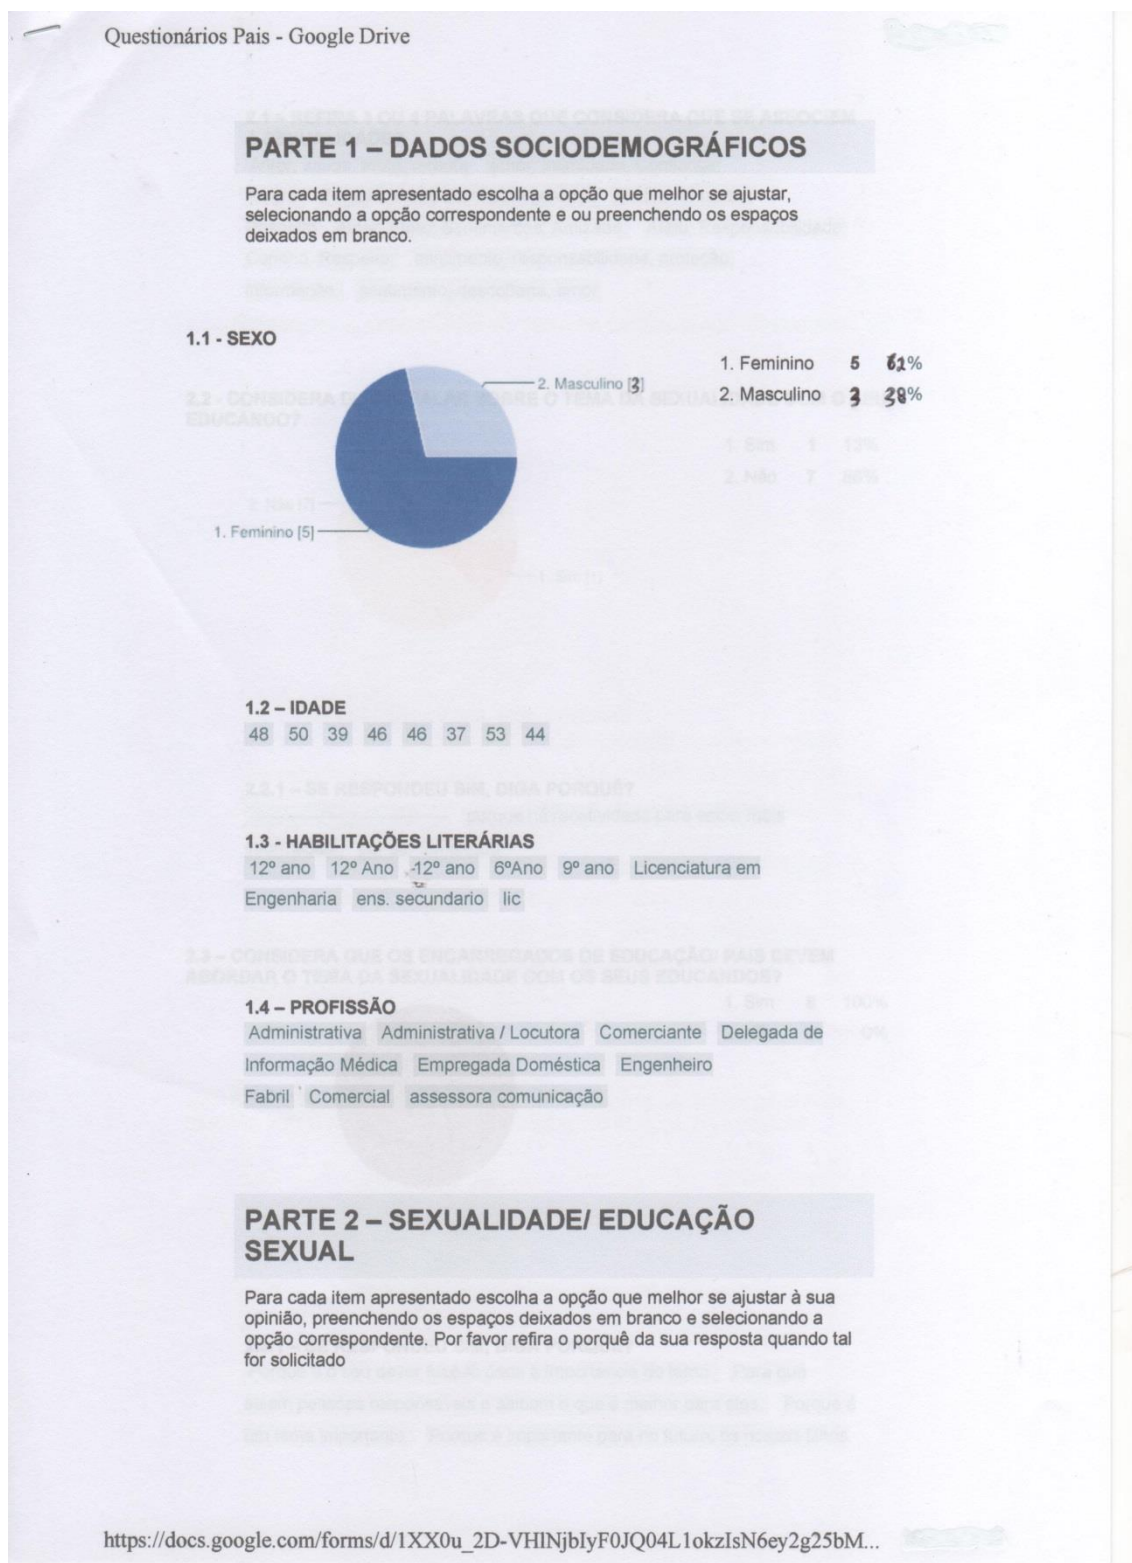 Questionários Pais - Google Drive
PARTE 1 – DADOS SOCIODEMOGRÁFICOS
Para cada item apresentado escolha a opção que melhor se ajustar,
selecionando a opção correspondente e ou preenchendo os espaços
deixados em branco.
1.1 - SEXO
1. Feminino 5 %
2. Masculino 3 %
2. Masculino [3]
1. Feminino [5]
1.2 – IDADE
48 50 39 46 46 37 53 44
1.3 - HABILITAÇÕES LITERÁRIAS
12º ano 12º Ano 12º ano 6ºAno 9º ano Licenciatura em
Engenharia ens. secundario lic
1.4 – PROFISSÃO
Administrativa Administrativa / Locutora Comerciante Delegada de
Informação Médica Empregada Doméstica Engenheiro
Fabril Comercial assessora comunicação
PARTE 2 – SEXUALIDADE/ EDUCAÇÃO
SEXUAL
Para cada item apresentado escolha a opção que melhor se ajustar à sua
opinião, preenchendo os espaços deixados em branco e selecionando a
opção correspondente. Por favor refira o porquê da sua resposta quando tal
for solicitado
https://docs.google.com/forms/d/1XX0u_2D-VHlNjbIyF0JQ04L1okzIsN6ey2g25bM...